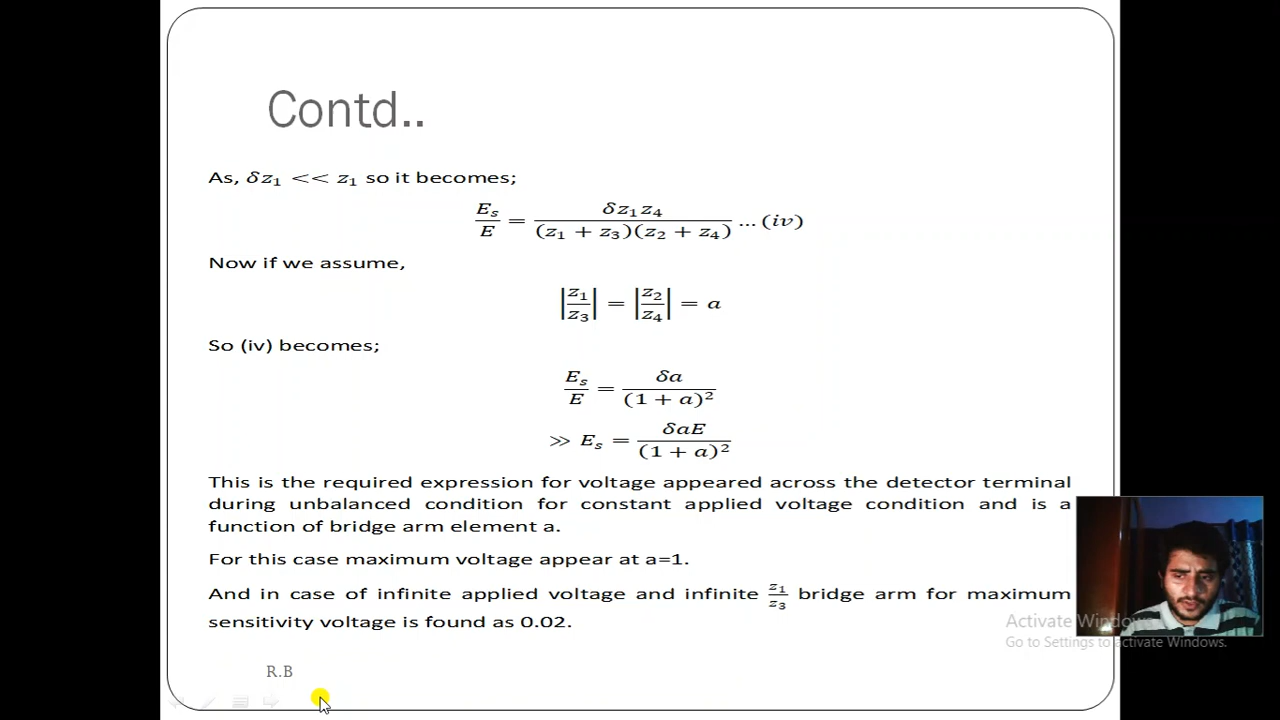 Contd..
As, δz₁ << z₁ so it becomes;
E_s/E = δz₁z₄/((z₁ + z₃)(z₂ + z₄)) ... (iv)
Now if we assume,
|z₁/z₃| = |z₂/z₄| = a
So (iv) becomes;
E_s/E = δa/(1 + a)²
≫ E_s = δaE/(1 + a)²
This is the required expression for voltage appeared across the detector terminal
during unbalanced condition for constant applied voltage condition and is a
function of bridge arm element a.
For this case maximum voltage appear at a=1.
And in case of infinite applied voltage and infinite z₁/z₃ bridge arm for maximum
sensitivity voltage is found as 0.02.
Activate Windows
Go to Settings to activate Windows.
R.B